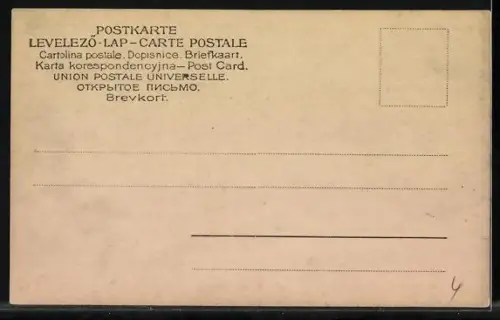 POSTKARTE
LEVELEZŐ-LAP—CARTE POSTALE
Cartolina postale. Dopisnice. Briefkaart.
Karta korespondencyjna—Post Card.
UNION POSTALE UNIVERSELLE.
ОТКРЫТОЕ ПИСЬМО.
Brevkort.
4